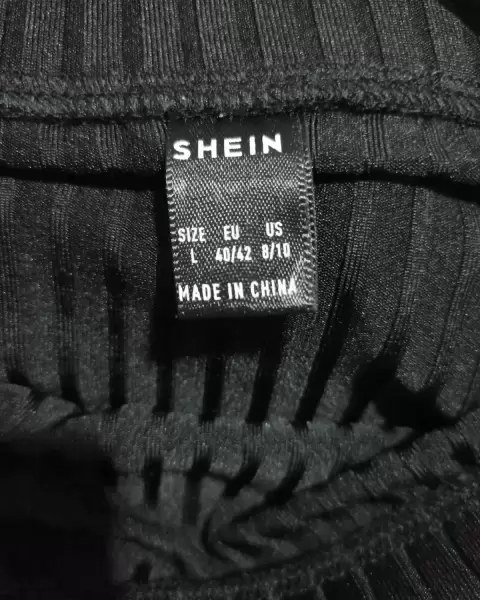 SHEIN
SIZE EU US
L 40/42 8/10
MADE IN CHINA